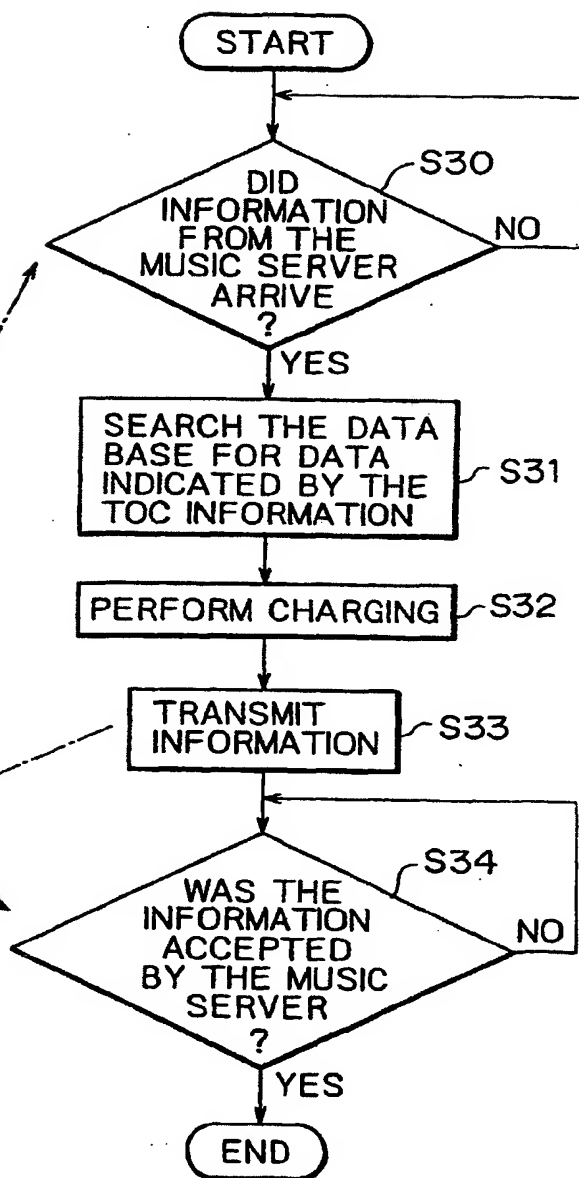 START
S30
DID
INFORMATION
FROM THE
MUSIC SERVER
ARRIVE
?
NO
YES
SEARCH THE DATA
BASE FOR DATA
INDICATED BY THE
TOC INFORMATION
S31
PERFORM CHARGING
S32
TRANSMIT
INFORMATION
S33
S34
WAS THE
INFORMATION
ACCEPTED
BY THE MUSIC
SERVER
?
NO
YES
END